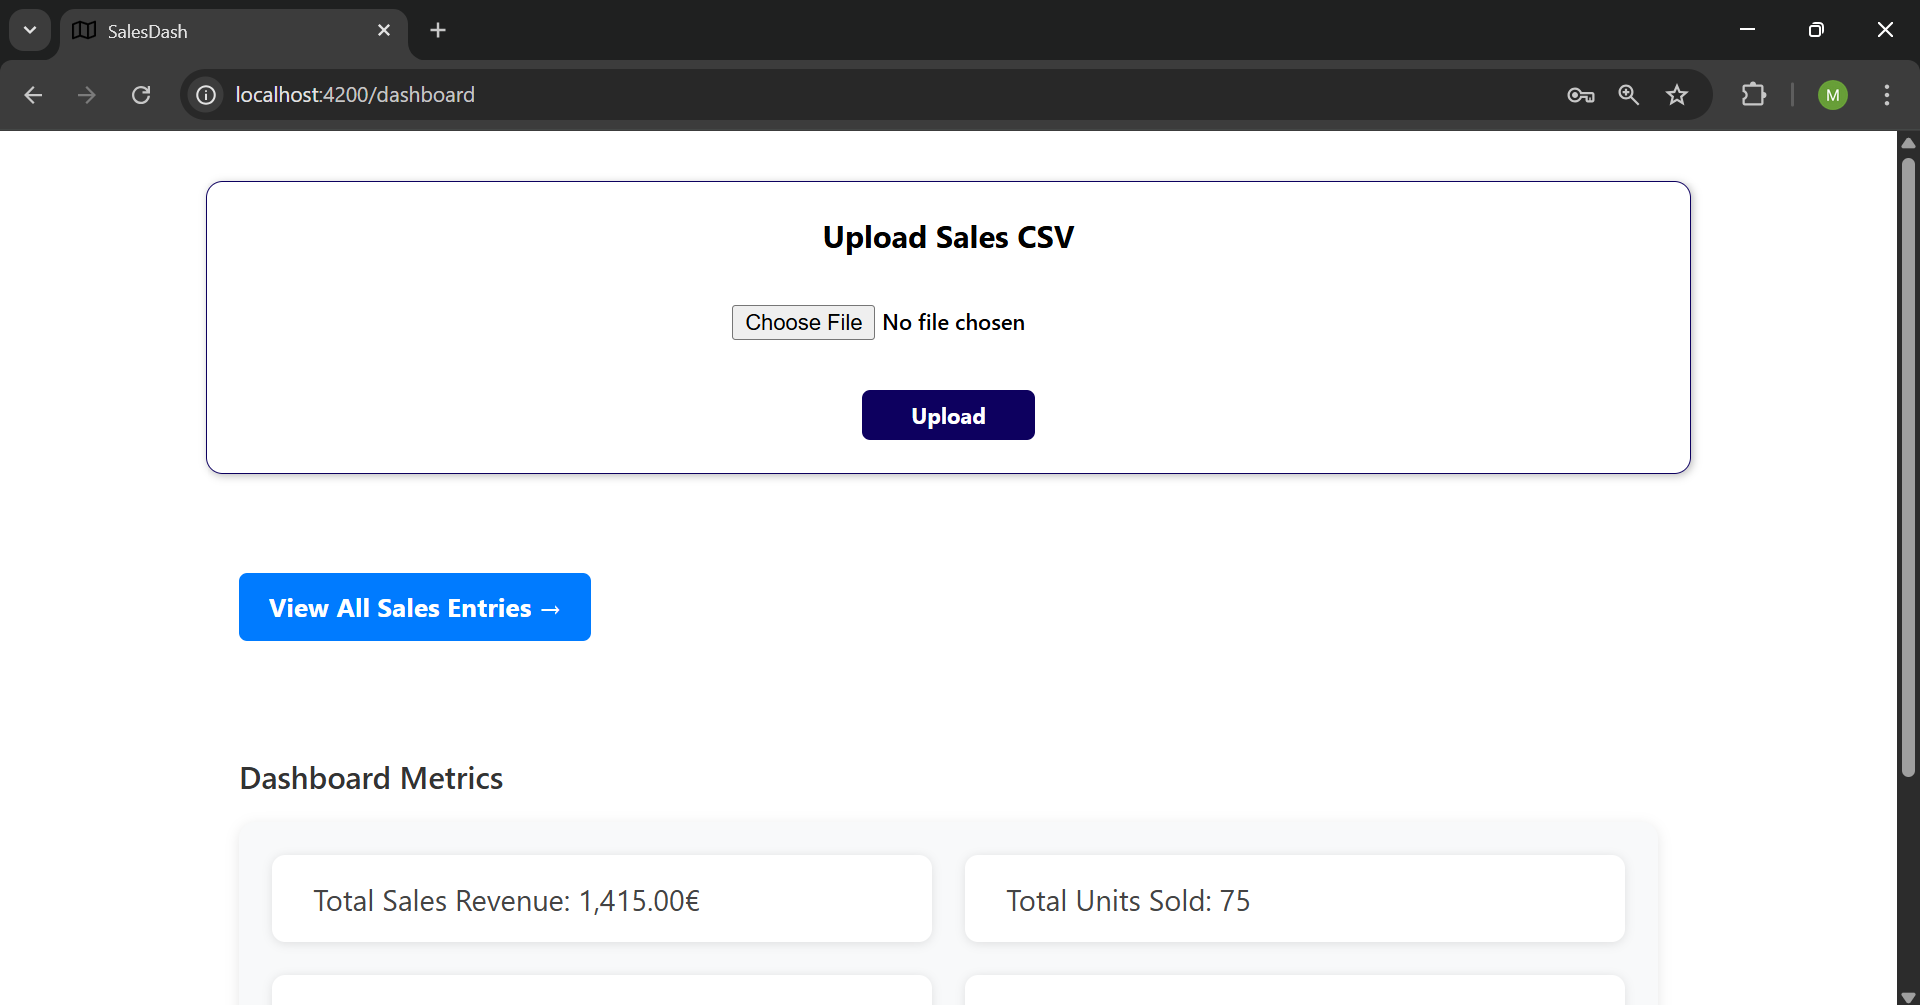 SalesDash
localhost:4200/dashboard
M
Upload Sales CSV
Choose File No file chosen
Upload
View All Sales Entries →
Dashboard Metrics
Total Sales Revenue: 1,415.00€
Total Units Sold: 75